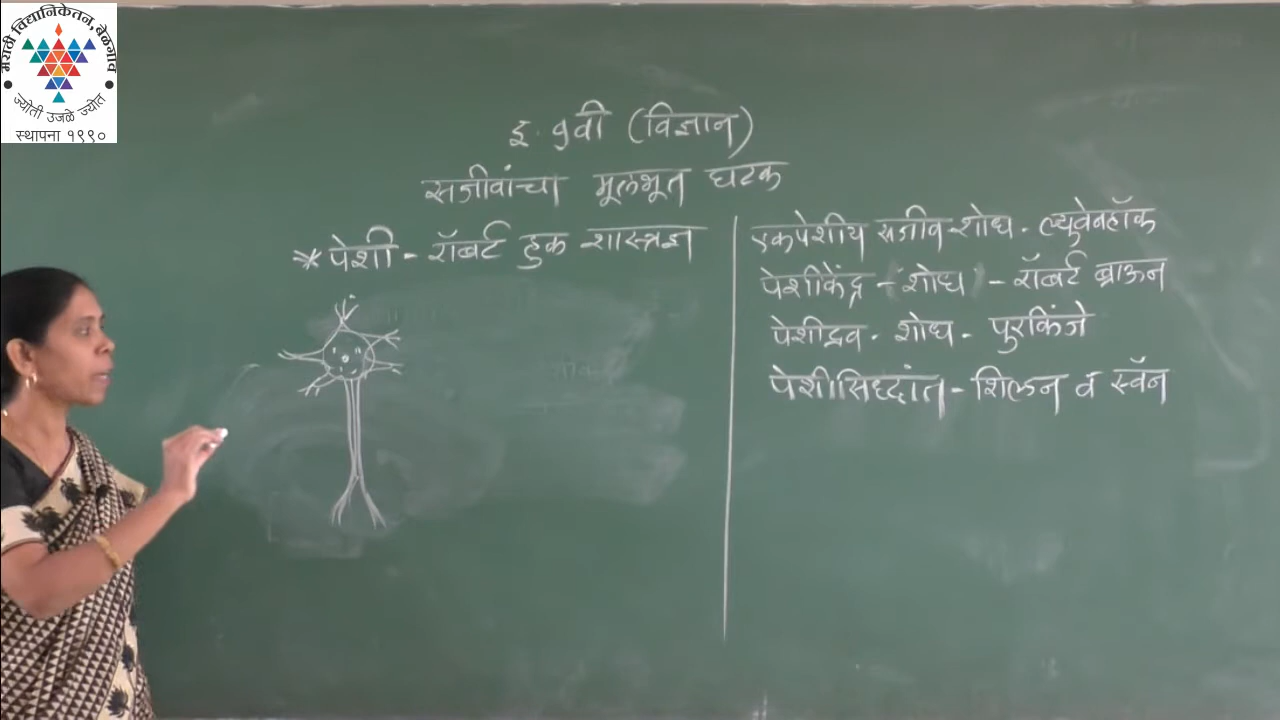 मराठी विद्यानिकेतन, बेळगाव
ज्योती उजळे ज्योत
स्थापना १९९०
इ. ९वी (विज्ञान)
सजीवांचा मूलभूत घटक
* पेशी - रॉबर्ट हुक - शास्त्रज्ञ
एकपेशीय सजीव - शोध - ल्युवेनहॉक
पेशीकेंद्र - शोध - रॉबर्ट ब्राऊन
पेशीद्रव - शोध - पुरकिंजे
पेशीसिध्दांत - शिलन व स्वॅन